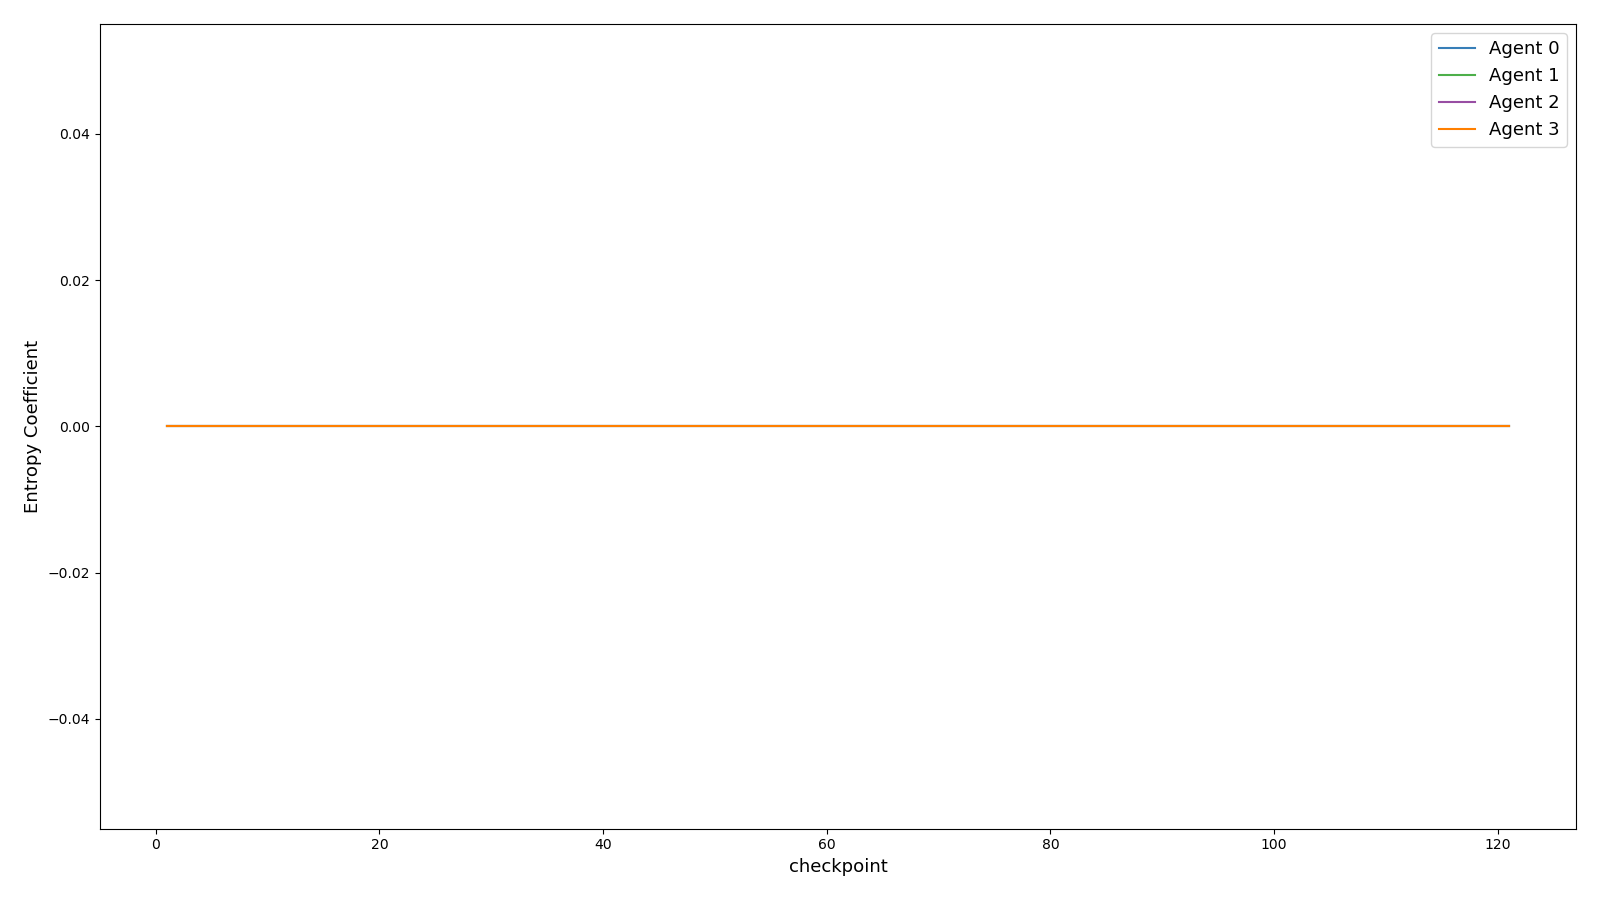 Agent 0
Agent 1
Agent 2
Agent 3
0.04
0.02
0.00
−0.02
−0.04
Entropy Coefficient
0 20 40 60 80 100 120
checkpoint